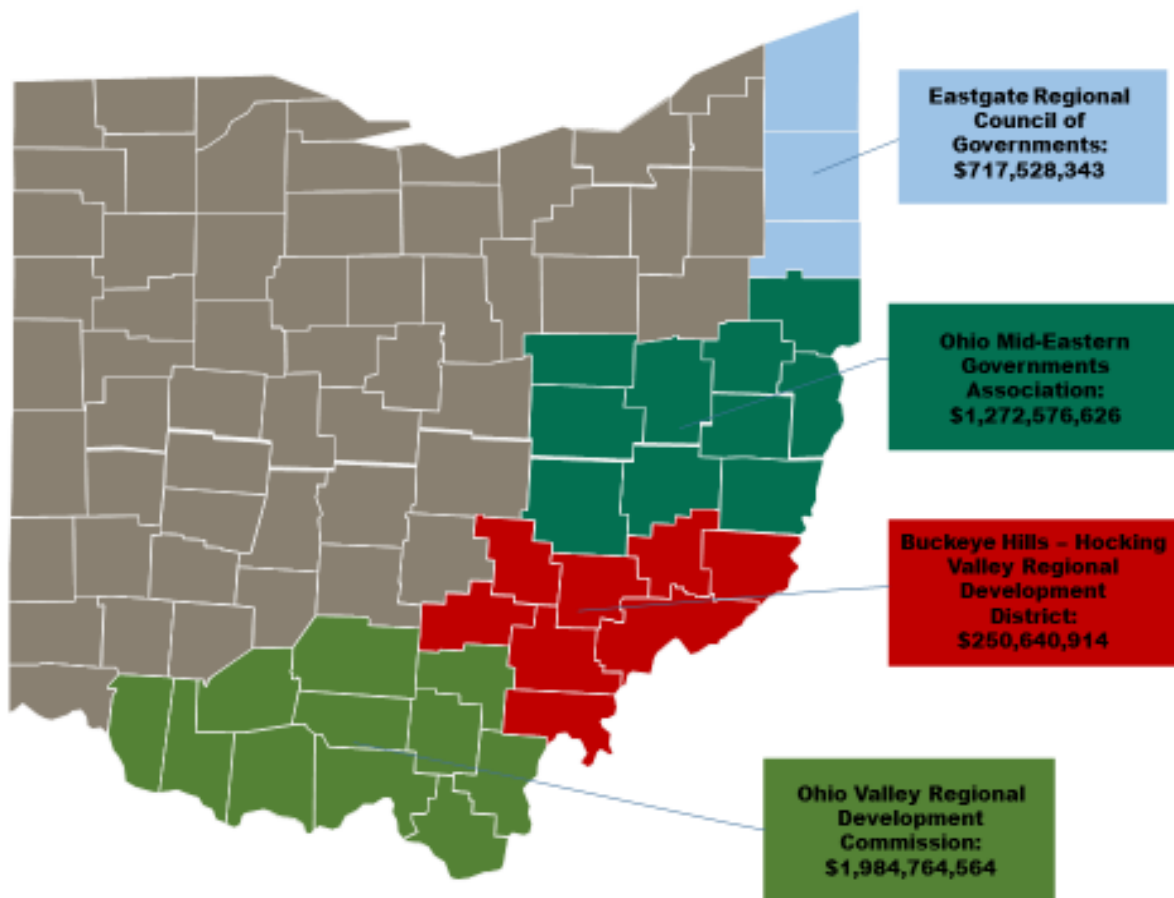 Eastgate Regional
Council of
Governments:
$717,528,343
Ohio Mid-Eastern
Governments
Association:
$1,272,576,626
Buckeye Hills – Hocking
Valley Regional
Development
District:
$250,640,914
Ohio Valley Regional
Development
Commission:
$1,984,764,564